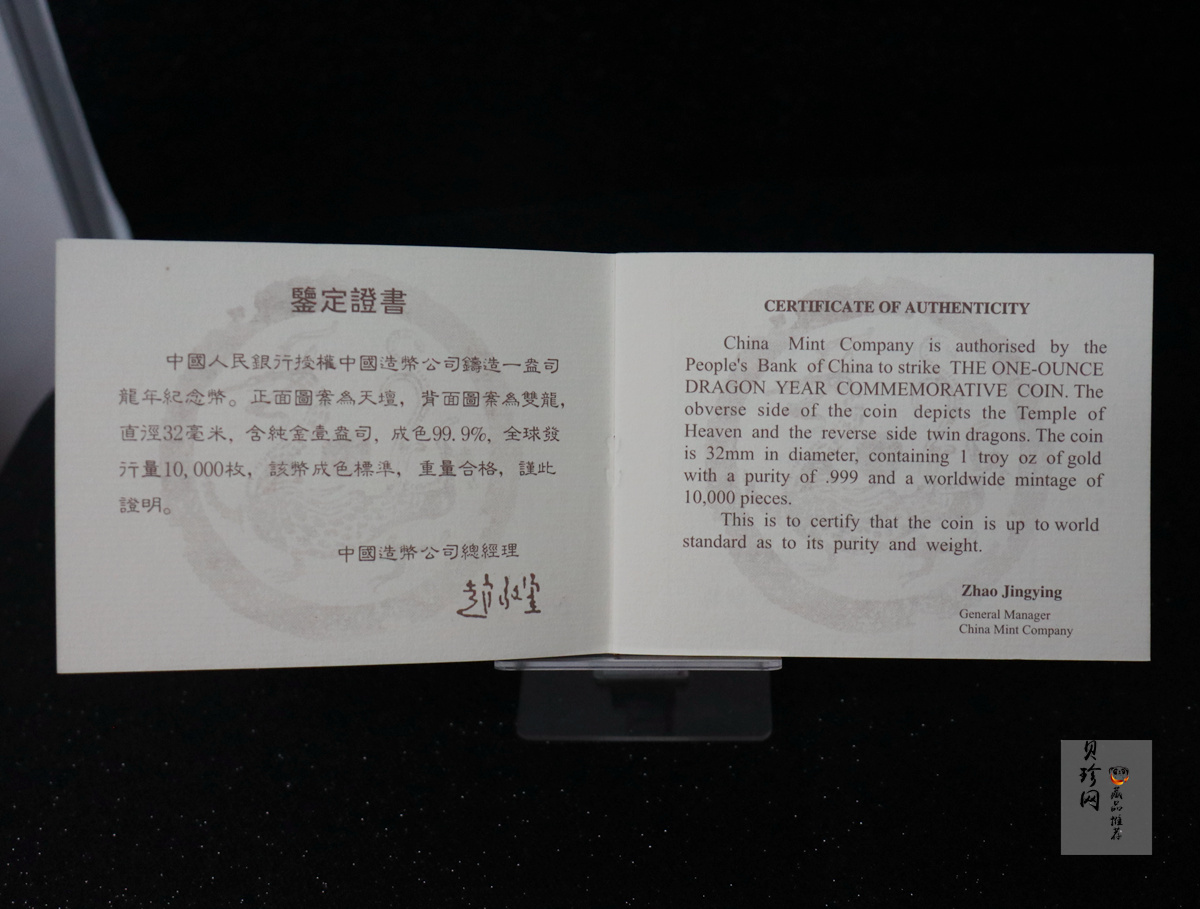 鑒定證書
中國人民銀行授權中國造幣公司鑄造一盎司
龍年紀念幣。正面圖案為天壇，背面圖案為雙龍，
直徑32毫米，含純金壹盎司，成色99.9%，全球發
行量10,000枚，該幣成色標準，重量合格，謹此
證明。
中國造幣公司總經理
CERTIFICATE OF AUTHENTICITY
China Mint Company is authorised by the
People's Bank of China to strike THE ONE-OUNCE
DRAGON YEAR COMMEMORATIVE COIN. The
obverse side of the coin depicts the Temple of
Heaven and the reverse side twin dragons. The coin
is 32mm in diameter, containing 1 troy oz of gold
with a purity of .999 and a worldwide mintage of
10,000 pieces.
This is to certify that the coin is up to world
standard as to its purity and weight.
Zhao Jingying
General Manager
China Mint Company
贝珍网
藏品推荐